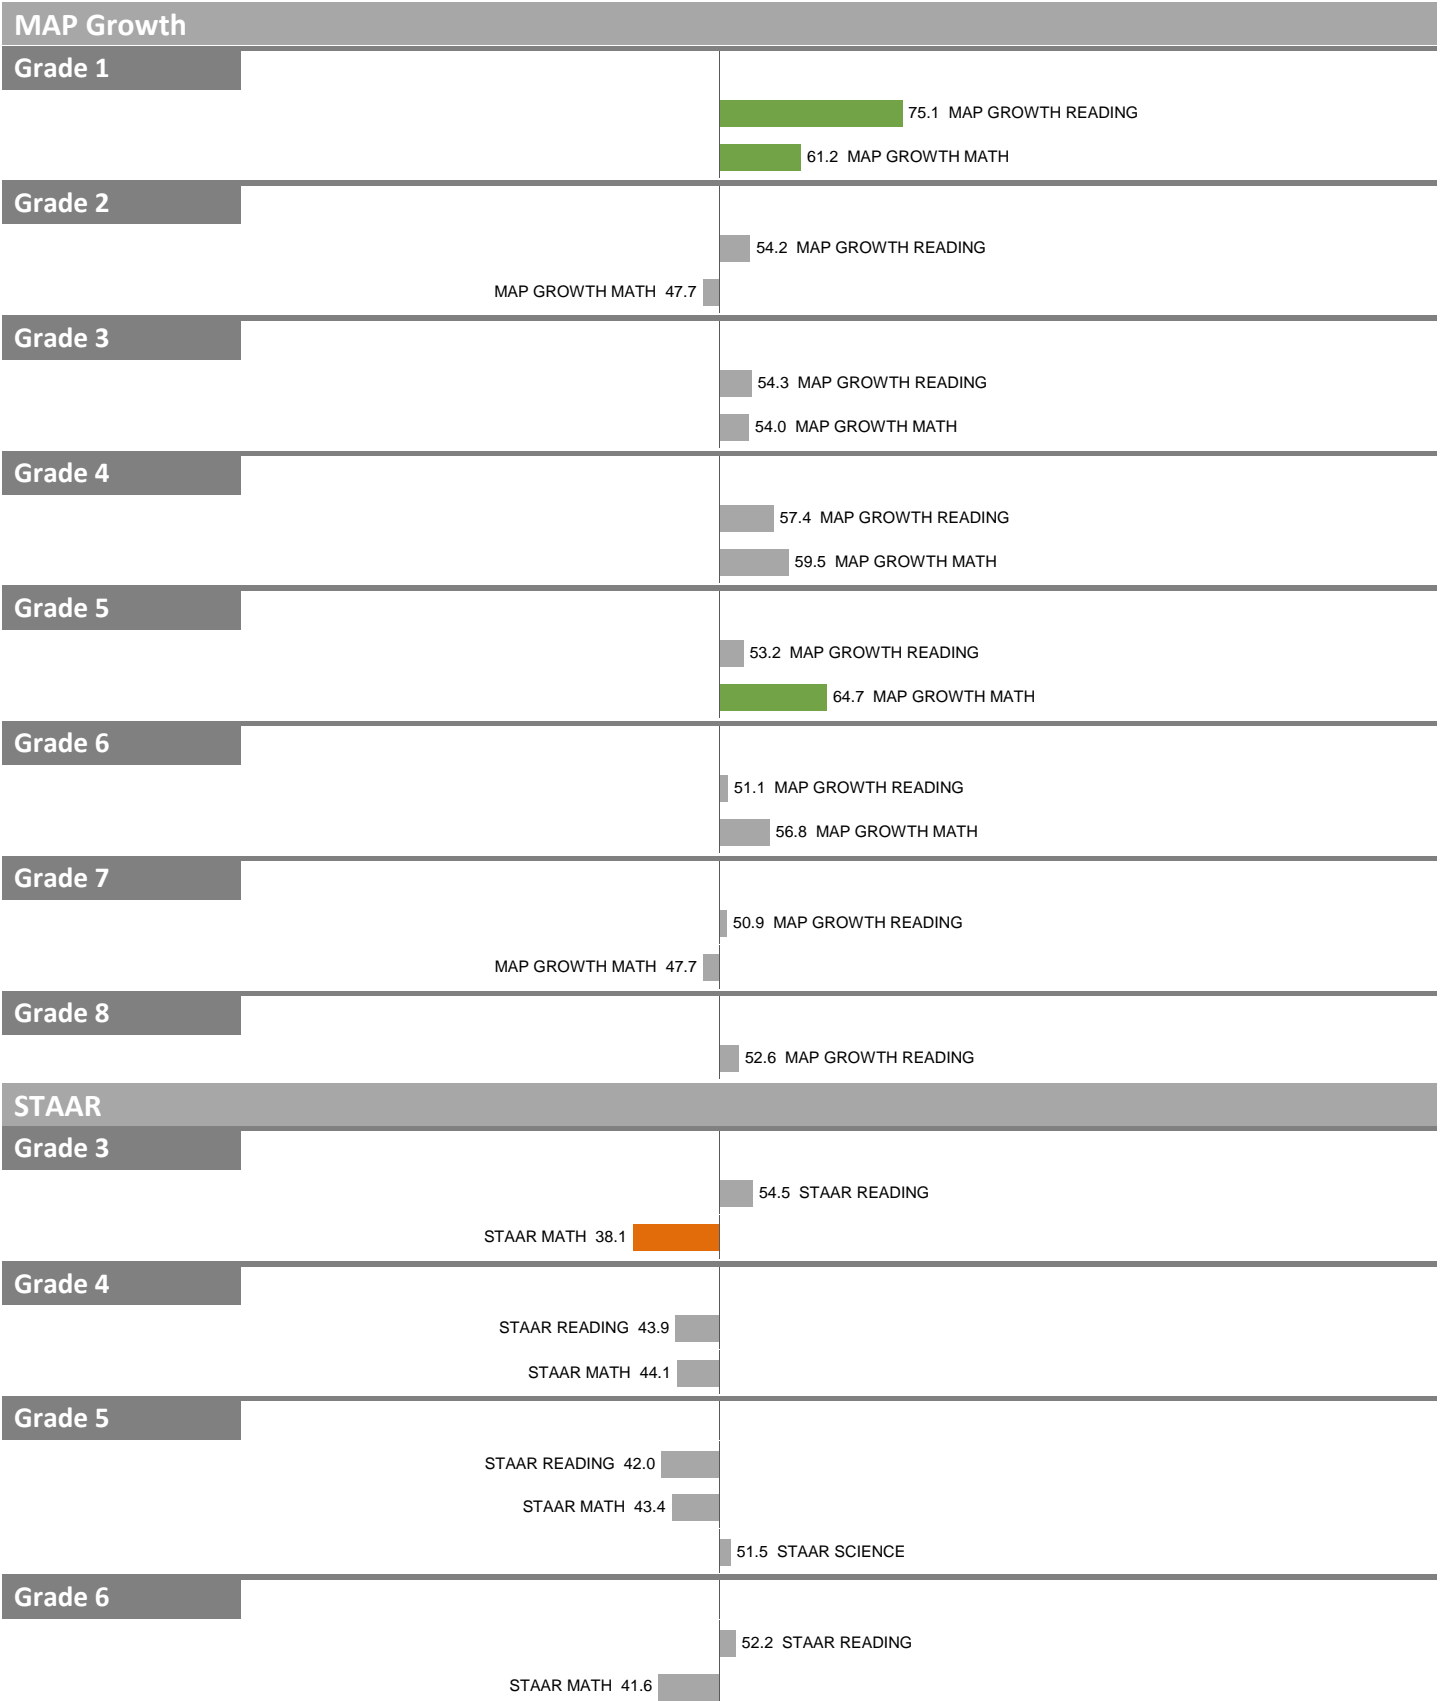 MAP Growth
Grade 1
75.1 MAP GROWTH READING
61.2 MAP GROWTH MATH
Grade 2
54.2 MAP GROWTH READING
MAP GROWTH MATH 47.7
Grade 3
54.3 MAP GROWTH READING
54.0 MAP GROWTH MATH
Grade 4
57.4 MAP GROWTH READING
59.5 MAP GROWTH MATH
Grade 5
53.2 MAP GROWTH READING
64.7 MAP GROWTH MATH
Grade 6
51.1 MAP GROWTH READING
56.8 MAP GROWTH MATH
Grade 7
50.9 MAP GROWTH READING
MAP GROWTH MATH 47.7
Grade 8
52.6 MAP GROWTH READING
STAAR
Grade 3
54.5 STAAR READING
STAAR MATH 38.1
Grade 4
STAAR READING 43.9
STAAR MATH 44.1
Grade 5
STAAR READING 42.0
STAAR MATH 43.4
51.5 STAAR SCIENCE
Grade 6
52.2 STAAR READING
STAAR MATH 41.6